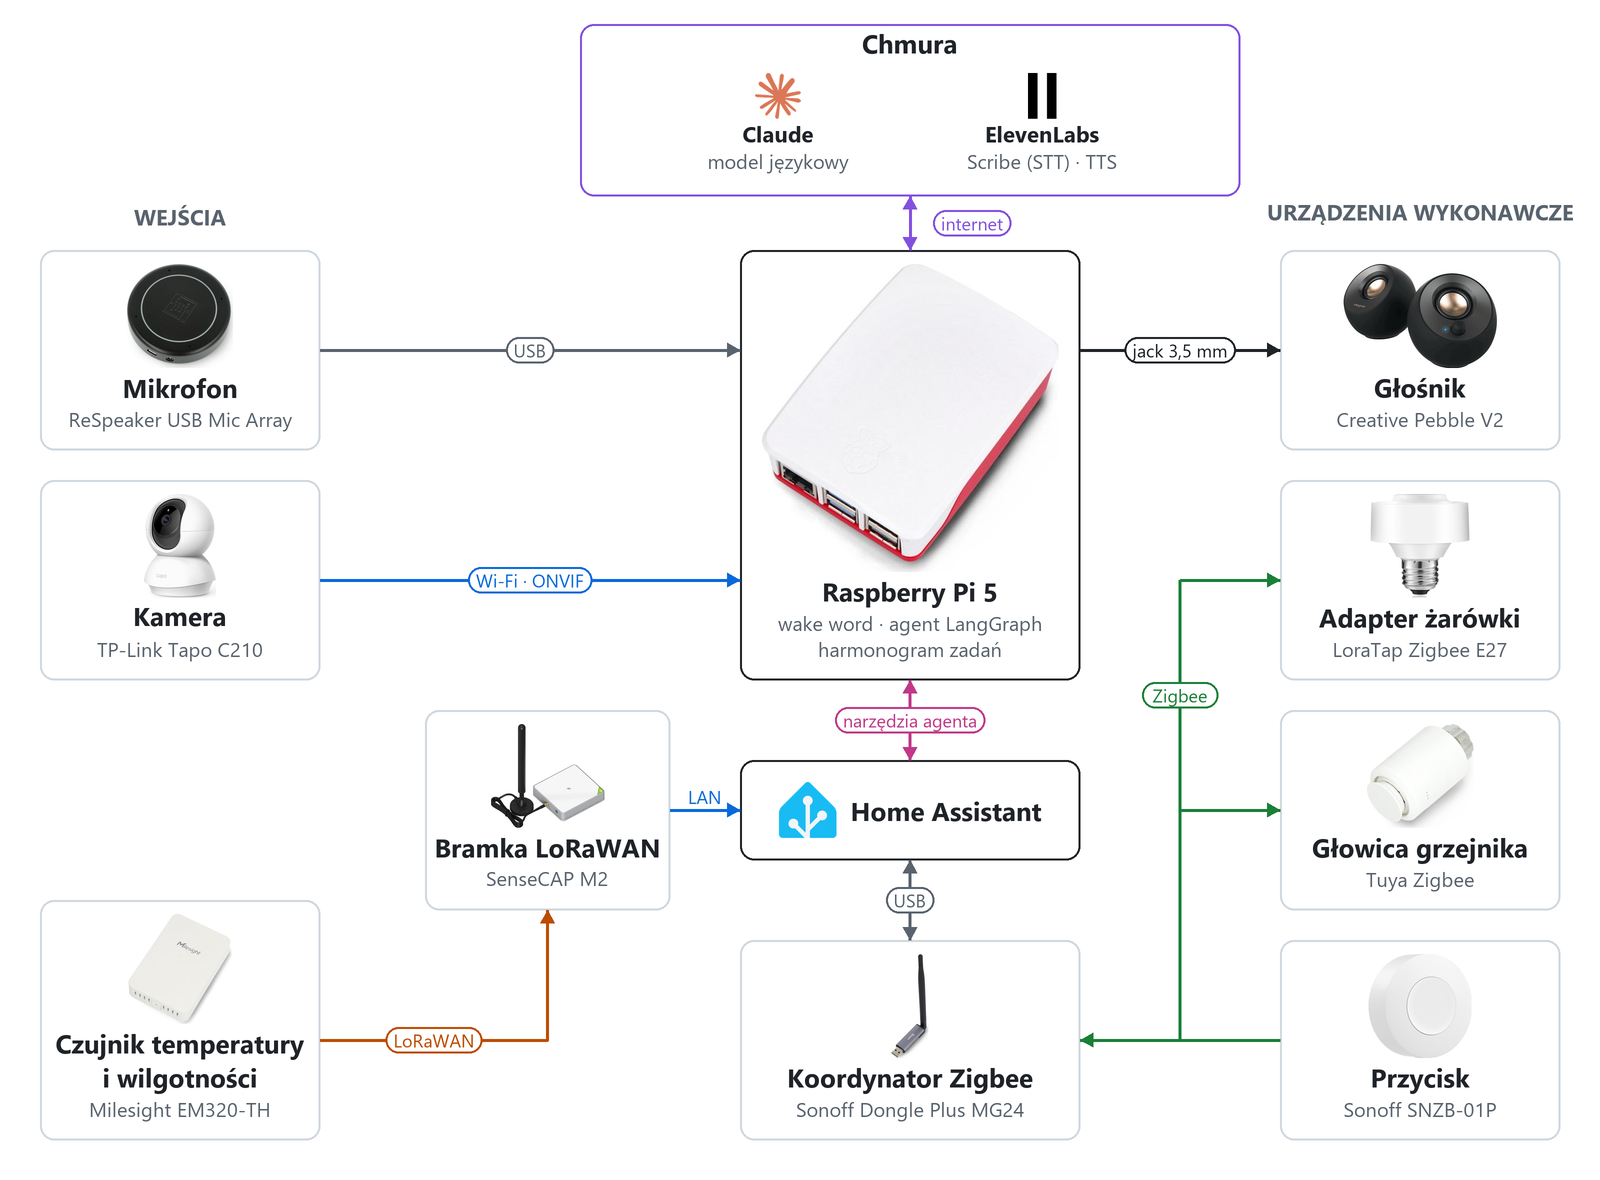 Chmura
Claude
model językowy
ElevenLabs
Scribe (STT) · TTS
internet
WEJŚCIA
URZĄDZENIA WYKONAWCZE
Mikrofon
ReSpeaker USB Mic Array
USB
jack 3,5 mm
Głośnik
Creative Pebble V2
Kamera
TP-Link Tapo C210
Wi-Fi · ONVIF
Raspberry Pi 5
wake word · agent LangGraph
harmonogram zadań
Adapter żarówki
LoraTap Zigbee E27
Zigbee
narzędzia agenta
Bramka LoRaWAN
SenseCAP M2
LAN
Home Assistant
Głowica grzejnika
Tuya Zigbee
USB
Milesight
Czujnik temperatury
i wilgotności
Milesight EM320-TH
LoRaWAN
Koordynator Zigbee
Sonoff Dongle Plus MG24
Przycisk
Sonoff SNZB-01P